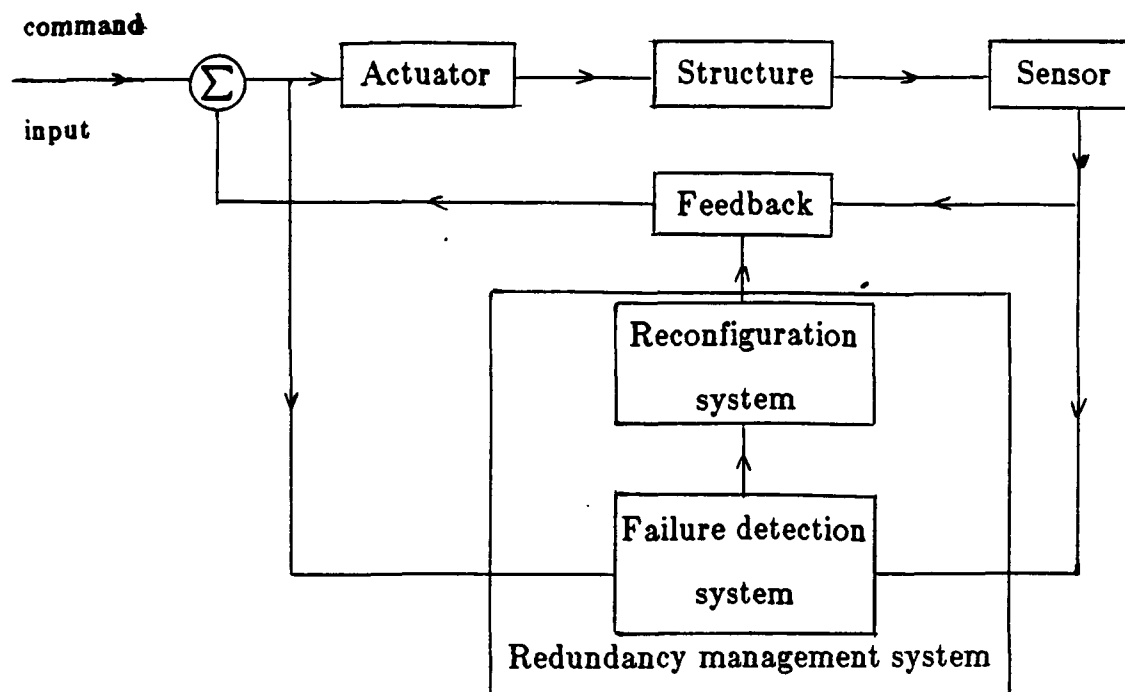 command
input
Σ
Actuator
Structure
Sensor
Feedback
Reconfiguration
system
Failure detection
system
Redundancy management system